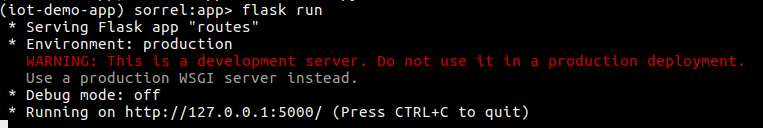 (iot-demo-app) sorrel:app> flask run
* Serving Flask app "routes"
* Environment: production
WARNING: This is a development server. Do not use it in a production deployment.
Use a production WSGI server instead.
* Debug mode: off
* Running on http://127.0.0.1:5000/ (Press CTRL+C to quit)